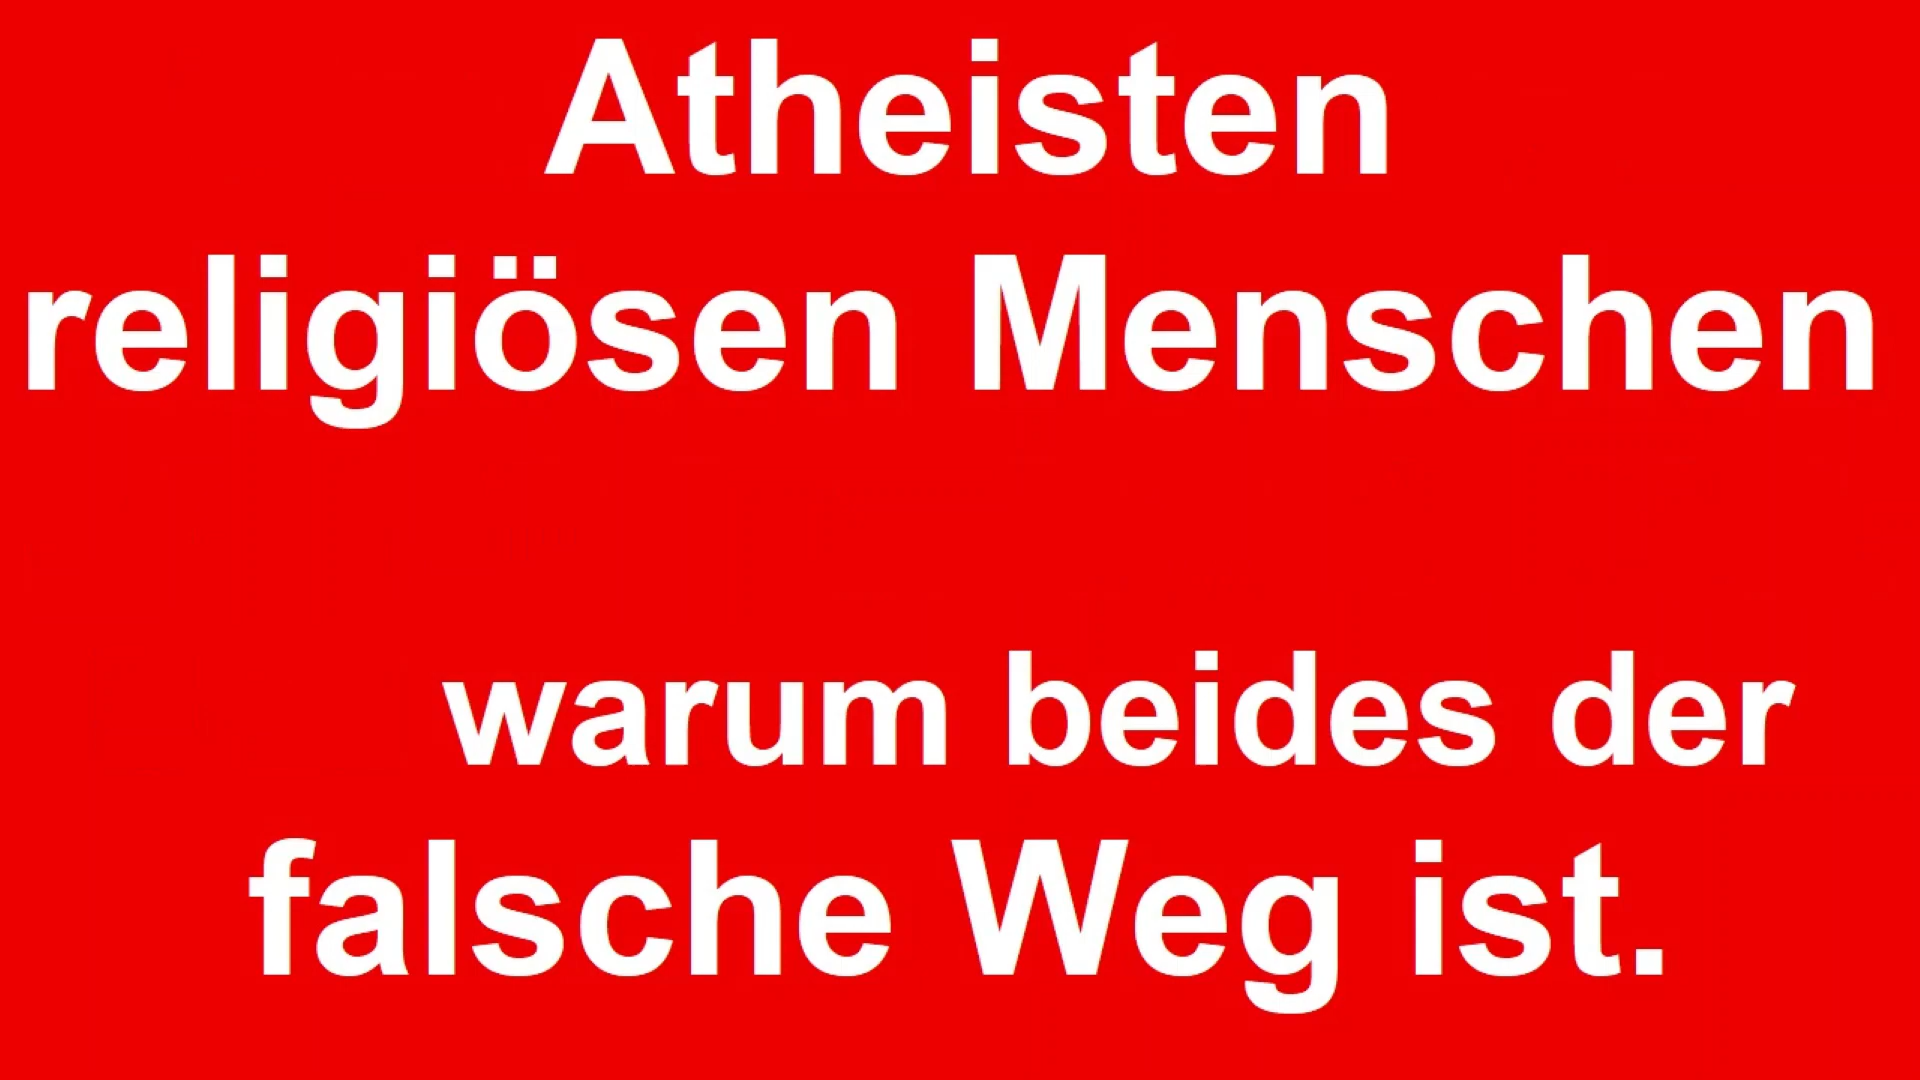 Atheisten
religiösen Menschen
warum beides der
falsche Weg ist.